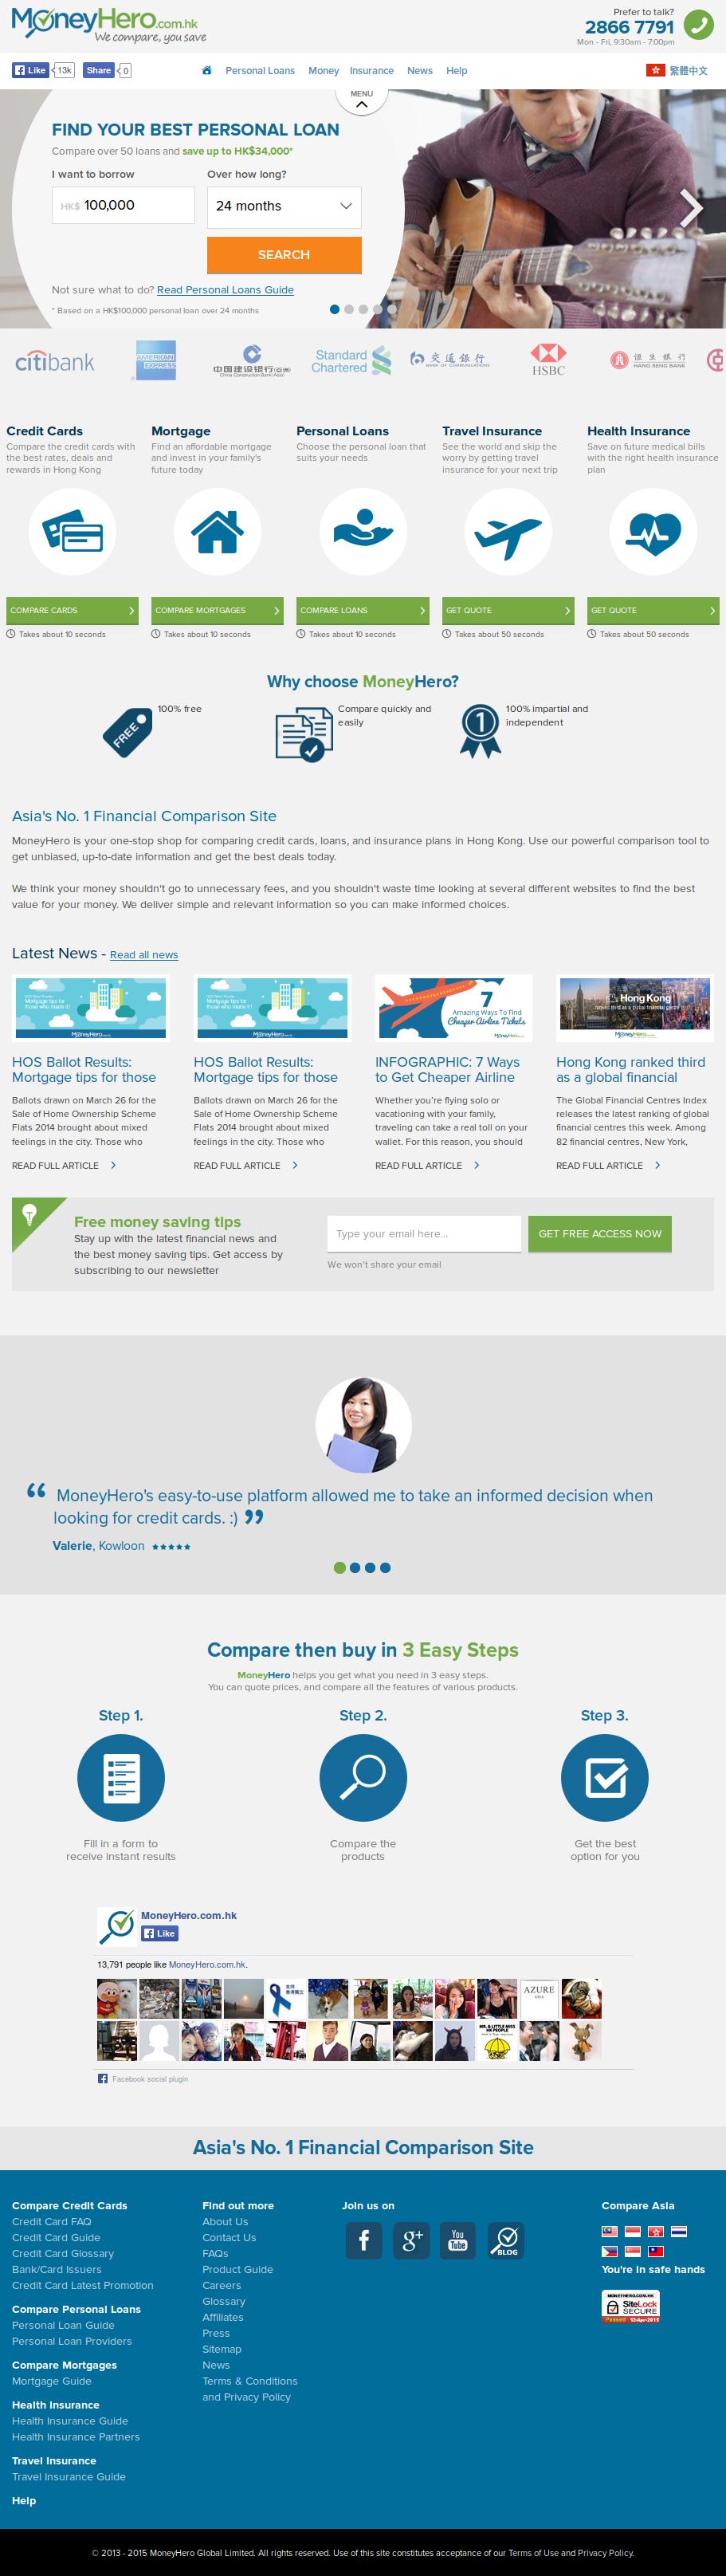 MoneyHero.com.hk
We compare, you save
Prefer to talk?
2866 7791
Mon - Fri, 9:30am - 7:00pm
Like 13k Share 0
Personal Loans Money Insurance News Help
繁體中文
MENU
FIND YOUR BEST PERSONAL LOAN
Compare over 50 loans and save up to HK$34,000*
I want to borrow Over how long?
HK$ 100,000 24 months
SEARCH
Not sure what to do? Read Personal Loans Guide
* Based on a HK$100,000 personal loan over 24 months
citibank
AMERICAN EXPRESS
中国建设银行(亞洲)
China Construction Bank (Asia)
Standard Chartered
交通銀行
BANK OF COMMUNICATIONS
HSBC
恒生銀行
HANG SENG BANK
Credit Cards
Compare the credit cards with
the best rates, deals and
rewards in Hong Kong
COMPARE CARDS
Takes about 10 seconds
Mortgage
Find an affordable mortgage
and invest in your family's
future today
COMPARE MORTGAGES
Takes about 10 seconds
Personal Loans
Choose the personal loan that
suits your needs
COMPARE LOANS
Takes about 10 seconds
Travel Insurance
See the world and skip the
worry by getting travel
insurance for your next trip
GET QUOTE
Takes about 50 seconds
Health Insurance
Save on future medical bills
with the right health insurance
plan
GET QUOTE
Takes about 50 seconds
Why choose MoneyHero?
FREE
100% free
Compare quickly and
easily
1
100% impartial and
independent
Asia's No. 1 Financial Comparison Site
MoneyHero is your one-stop shop for comparing credit cards, loans, and insurance plans in Hong Kong. Use our powerful comparison tool to
get unbiased, up-to-date information and get the best deals today.
We think your money shouldn't go to unnecessary fees, and you shouldn't waste time looking at several different websites to find the best
value for your money. We deliver simple and relevant information so you can make informed choices.
Latest News - Read all news
Mortgage tips for
those who needs it!
MoneyHero
HOS Ballot Results:
Mortgage tips for those
Ballots drawn on March 26 for the
Sale of Home Ownership Scheme
Flats 2014 brought about mixed
feelings in the city. Those who
READ FULL ARTICLE
Mortgage tips for
those who needs it!
MoneyHero
HOS Ballot Results:
Mortgage tips for those
Ballots drawn on March 26 for the
Sale of Home Ownership Scheme
Flats 2014 brought about mixed
feelings in the city. Those who
READ FULL ARTICLE
7
Amazing Ways To Find
Cheaper Airline Tickets
MoneyHero
INFOGRAPHIC: 7 Ways
to Get Cheaper Airline
Whether you're flying solo or
vacationing with your family,
traveling can take a real toll on your
wallet. For this reason, you should
READ FULL ARTICLE
Hong Kong
MoneyHero
Hong Kong ranked third
as a global financial
The Global Financial Centres Index
releases the latest ranking of global
financial centres this week. Among
82 financial centres, New York,
READ FULL ARTICLE
Free money saving tips
Stay up with the latest financial news and
the best money saving tips. Get access by
subscribing to our newsletter
Type your email here...
GET FREE ACCESS NOW
We won't share your email
“ MoneyHero's easy-to-use platform allowed me to take an informed decision when
looking for credit cards. :) ”
Valerie, Kowloon ★★★★★
Compare then buy in 3 Easy Steps
MoneyHero helps you get what you need in 3 easy steps.
You can quote prices, and compare all the features of various products.
Step 1.
Fill in a form to
receive instant results
Step 2.
Compare the
products
Step 3.
Get the best
option for you
MoneyHero.com.hk
Like
13,791 people like MoneyHero.com.hk.
AZURE
ASIA
MR. & LITTLE MISS
HK PEOPLE
Facebook social plugin
Asia's No. 1 Financial Comparison Site
Compare Credit Cards
Credit Card FAQ
Credit Card Guide
Credit Card Glossary
Bank/Card Issuers
Credit Card Latest Promotion
Compare Personal Loans
Personal Loan Guide
Personal Loan Providers
Compare Mortgages
Mortgage Guide
Health Insurance
Health Insurance Guide
Health Insurance Partners
Travel Insurance
Travel Insurance Guide
Help
Find out more
About Us
Contact Us
FAQs
Product Guide
Careers
Glossary
Affiliates
Press
Sitemap
News
Terms & Conditions
and Privacy Policy
Join us on
f
g+
You Tube
BLOG
Compare Asia
You're in safe hands
MONEYHERO.COM.HK
SiteLock
SECURE
Passed 13-Apr-2015
© 2013 - 2015 MoneyHero Global Limited. All rights reserved. Use of this site constitutes acceptance of our Terms of Use and Privacy Policy.